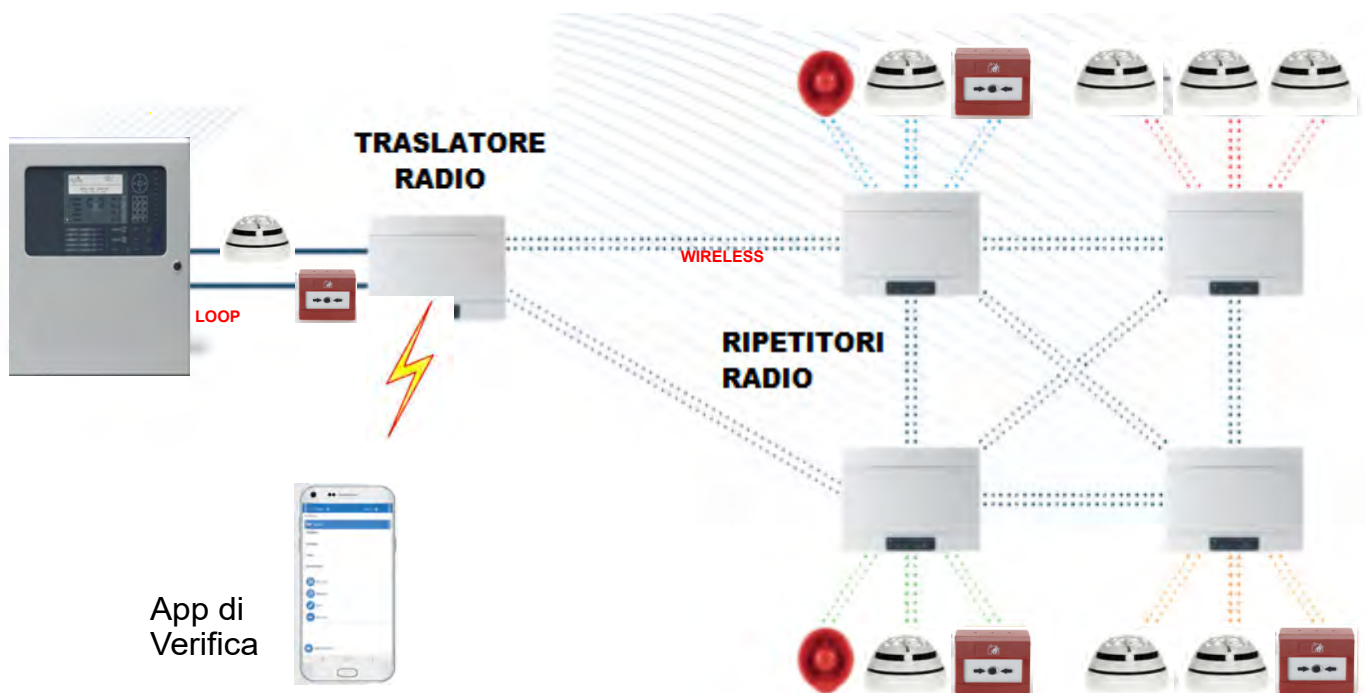 TRASLATORE
RADIO
WIRELESS
LOOP
RIPETITORI
RADIO
App di
Verifica